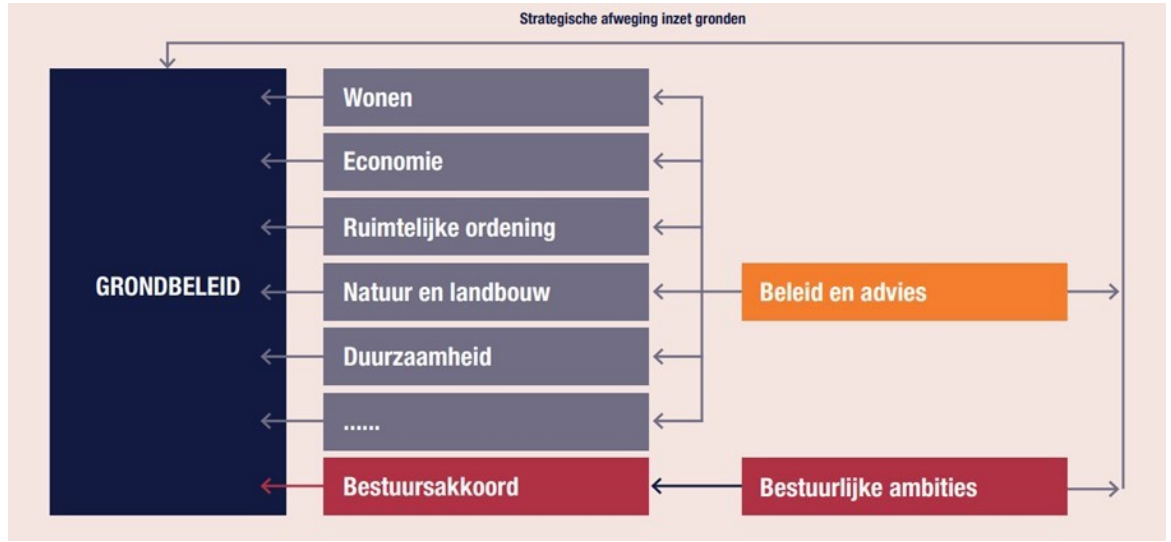 Strategische afweging inzet gronden
GRONDBELEID
Wonen
Economie
Ruimtelijke ordening
Natuur en landbouw
Duurzaamheid
......
Bestuursakkoord
Beleid en advies
Bestuurlijke ambities